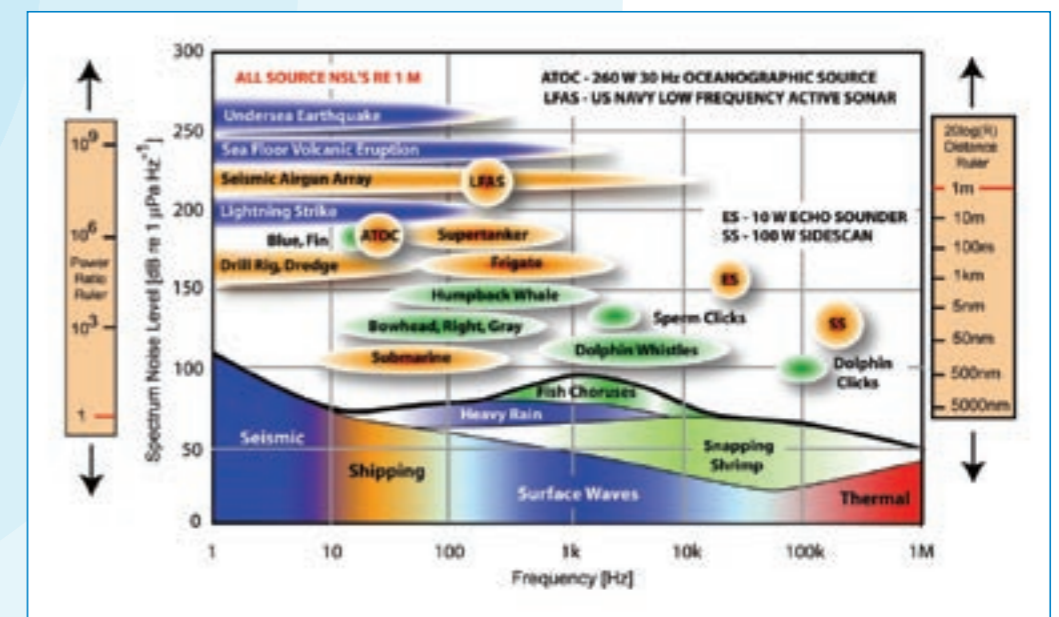 ALL SOURCE NSL'S RE 1 M
ATOC - 260 W 30 Hz OCEANOGRAPHIC SOURCE
LFAS - US NAVY LOW FREQUENCY ACTIVE SONAR
ES - 10 W ECHO SOUNDER
SS - 100 W SIDESCAN
Spectrum Noise Level [dB re 1 µPa Hz⁻¹]
300
250
200
150
100
50
0
Undersea Earthquake
Sea Floor Volcanic Eruption
Seismic Airgun Array
LFAS
Lightning Strike
Blue, Fin
ATOC
Supertanker
Drill Rig, Dredge
Frigate
ES
Humpback Whale
Sperm Clicks
SS
Bowhead, Right, Gray
Dolphin Whistles
Submarine
Dolphin
Clicks
Fish Choruses
Heavy Rain
Seismic
Shipping
Surface Waves
Snapping
Shrimp
Thermal
1
10
100
1k
10k
100k
1M
Frequency [Hz]
10⁹
10⁶
Power
Ratio
Ruler
10³
1
20log(R)
Distance
Ruler
1m
10m
100m
1km
5nm
50nm
500nm
5000nm